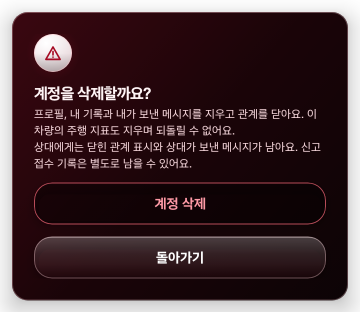 계정을 삭제할까요?
프로필, 내 기록과 내가 보낸 메시지를 지우고 관계를 닫아요. 이
차량의 주행 지표도 지우며 되돌릴 수 없어요.
상대에게는 닫힌 관계 표시와 상대가 보낸 메시지가 남아요. 신고
접수 기록은 별도로 남을 수 있어요.
계정 삭제
돌아가기